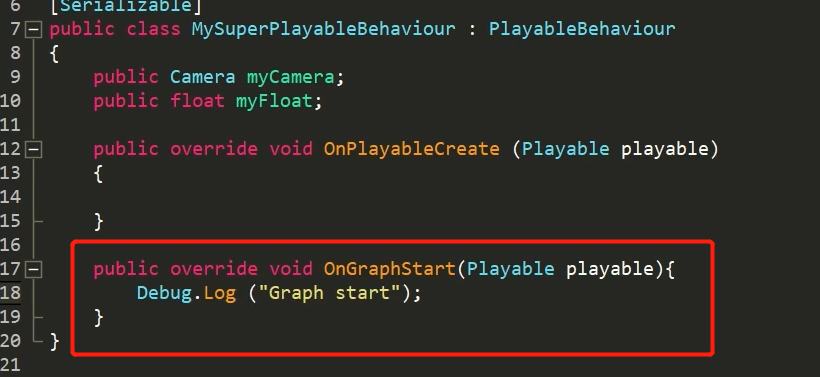 6 [Serializable]
7 public class MySuperPlayableBehaviour : PlayableBehaviour
8 {
9     public Camera myCamera;
10     public float myFloat;
11
12     public override void OnPlayableCreate (Playable playable)
13     {
14
15     }
16
17     public override void OnGraphStart(Playable playable){
18         Debug.Log ("Graph start");
19     }
20 }
21